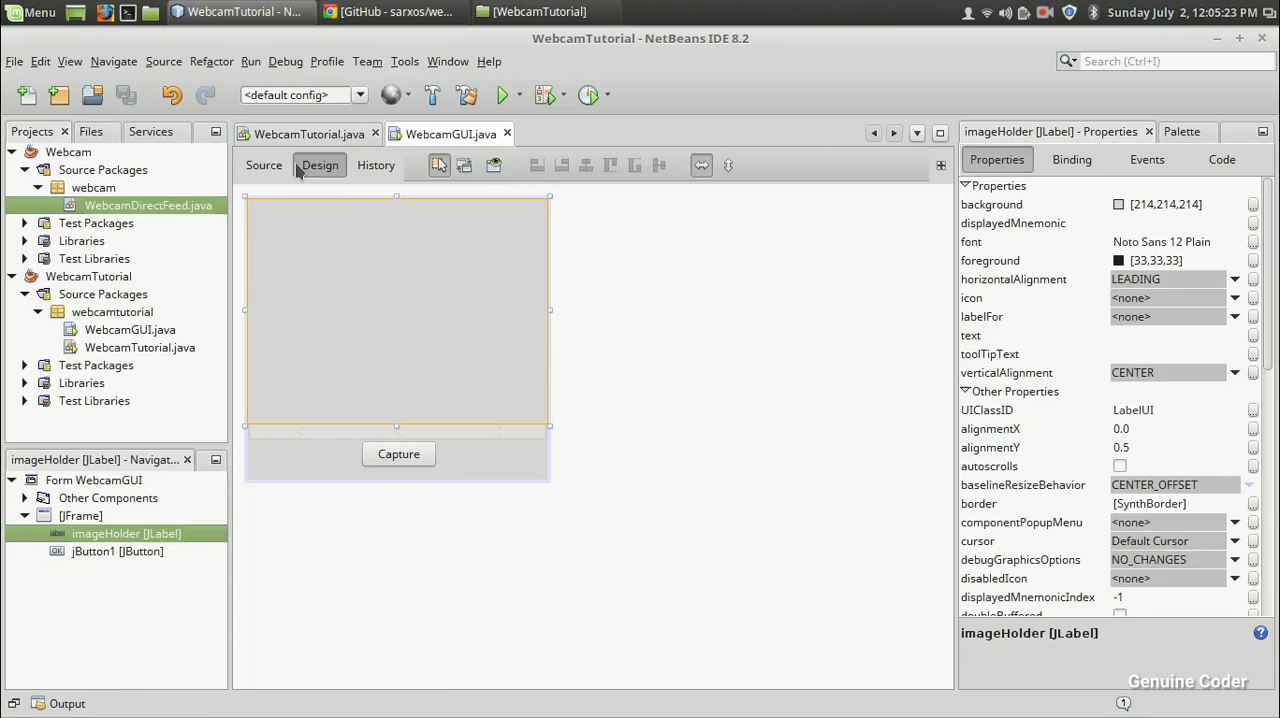 Menu
WebcamTutorial - N...
[GitHub - sarxos/we...
[WebcamTutorial]
Sunday July 2, 12:05:23 PM
WebcamTutorial - NetBeans IDE 8.2
File Edit View Navigate Source Refactor Run Debug Profile Team Tools Window Help
Search (Ctrl+I)
<default config>
Projects Files Services
WebcamTutorial.java WebcamGUI.java
imageHolder [JLabel] - Properties Palette
Source Design History
Properties Binding Events Code
Webcam
Source Packages
webcam
WebcamDirectFeed.java
Test Packages
Libraries
Test Libraries
WebcamTutorial
Source Packages
webcamtutorial
WebcamGUI.java
WebcamTutorial.java
Test Packages
Libraries
Test Libraries
imageHolder [JLabel] - Navigat...
Form WebcamGUI
Other Components
[JFrame]
label imageHolder [JLabel]
OK jButton1 [JButton]
Capture
Properties
background [214,214,214]
displayedMnemonic
font Noto Sans 12 Plain
foreground [33,33,33]
horizontalAlignment LEADING
icon <none>
labelFor <none>
text
toolTipText
verticalAlignment CENTER
Other Properties
UIClassID LabelUI
alignmentX 0.0
alignmentY 0.5
autoscrolls
baselineResizeBehavior CENTER_OFFSET
border [SynthBorder]
componentPopupMenu <none>
cursor Default Cursor
debugGraphicsOptions NO_CHANGES
disabledIcon <none>
displayedMnemonicIndex -1
doubleBuffered
imageHolder [JLabel]
Genuine Coder
Output
1